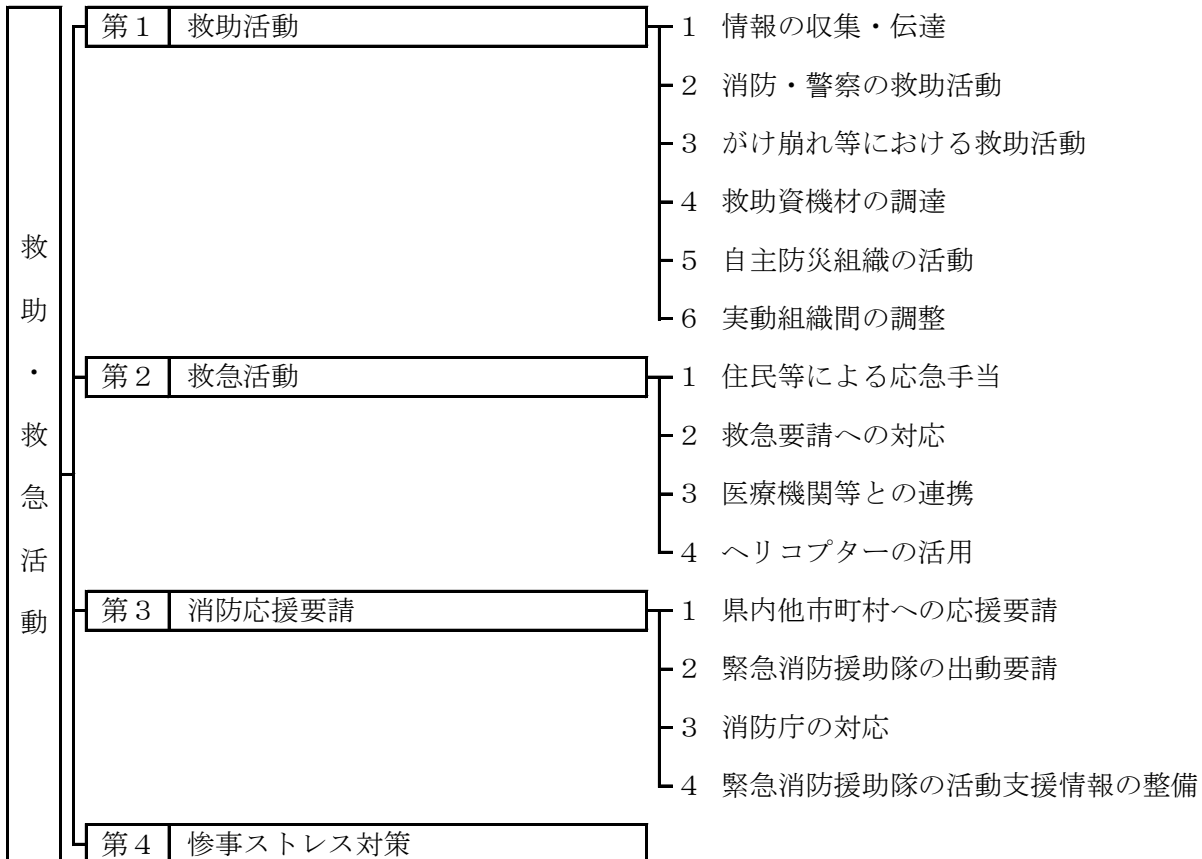 救助・救急活動
第１ 救助活動
１ 情報の収集・伝達
２ 消防・警察の救助活動
３ がけ崩れ等における救助活動
４ 救助資機材の調達
５ 自主防災組織の活動
６ 実動組織間の調整
第２ 救急活動
１ 住民等による応急手当
２ 救急要請への対応
３ 医療機関等との連携
４ ヘリコプターの活用
第３ 消防応援要請
１ 県内他市町村への応援要請
２ 緊急消防援助隊の出動要請
３ 消防庁の対応
４ 緊急消防援助隊の活動支援情報の整備
第４ 惨事ストレス対策